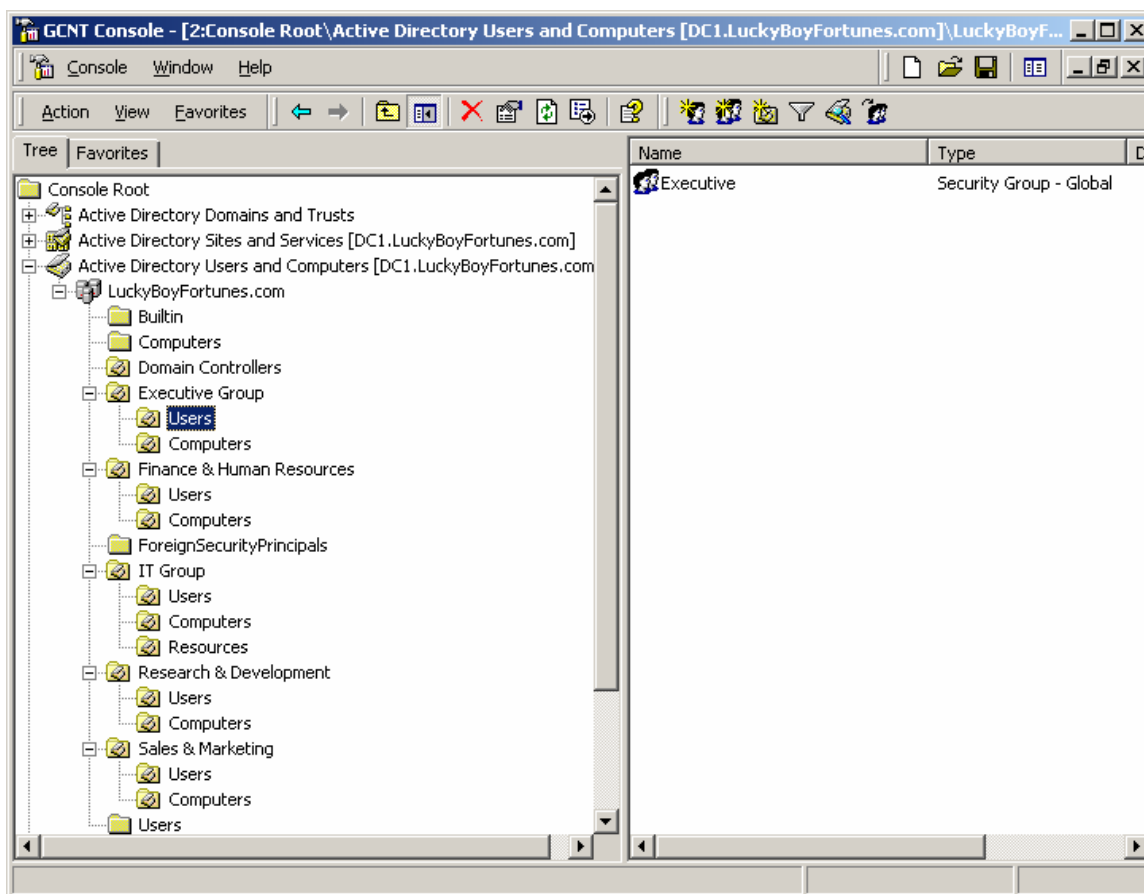 GCNT Console - [2:Console Root\Active Directory Users and Computers [DC1.LuckyBoyFortunes.com]\LuckyBoyF...
Console Window Help
Action View Favorites
Tree Favorites
Name Type D
Console Root
Executive Security Group - Global
Active Directory Domains and Trusts
Active Directory Sites and Services [DC1.LuckyBoyFortunes.com]
Active Directory Users and Computers [DC1.LuckyBoyFortunes.com
LuckyBoyFortunes.com
Builtin
Computers
Domain Controllers
Executive Group
Users
Computers
Finance & Human Resources
Users
Computers
ForeignSecurityPrincipals
IT Group
Users
Computers
Resources
Research & Development
Users
Computers
Sales & Marketing
Users
Computers
Users